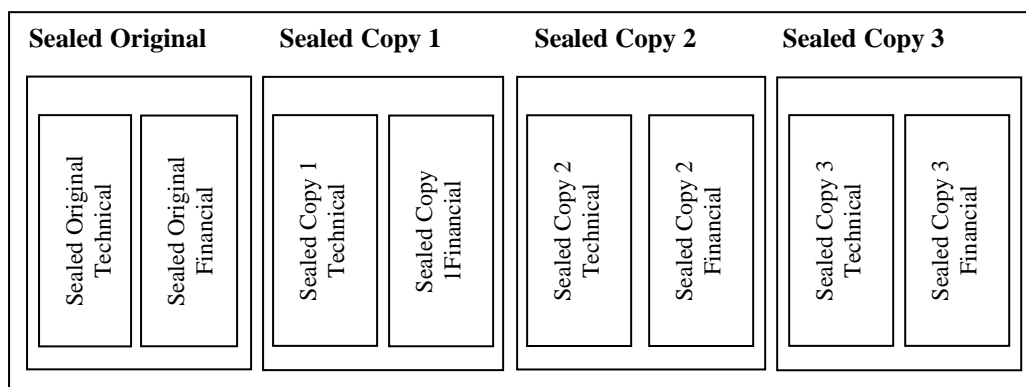 Sealed Original
Sealed Copy 1
Sealed Copy 2
Sealed Copy 3
Sealed Original
Technical
Sealed Original
Financial
Sealed Copy 1
Technical
Sealed Copy
1Financial
Sealed Copy 2
Technical
Sealed Copy 2
Financial
Sealed Copy 3
Technical
Sealed Copy 3
Financial